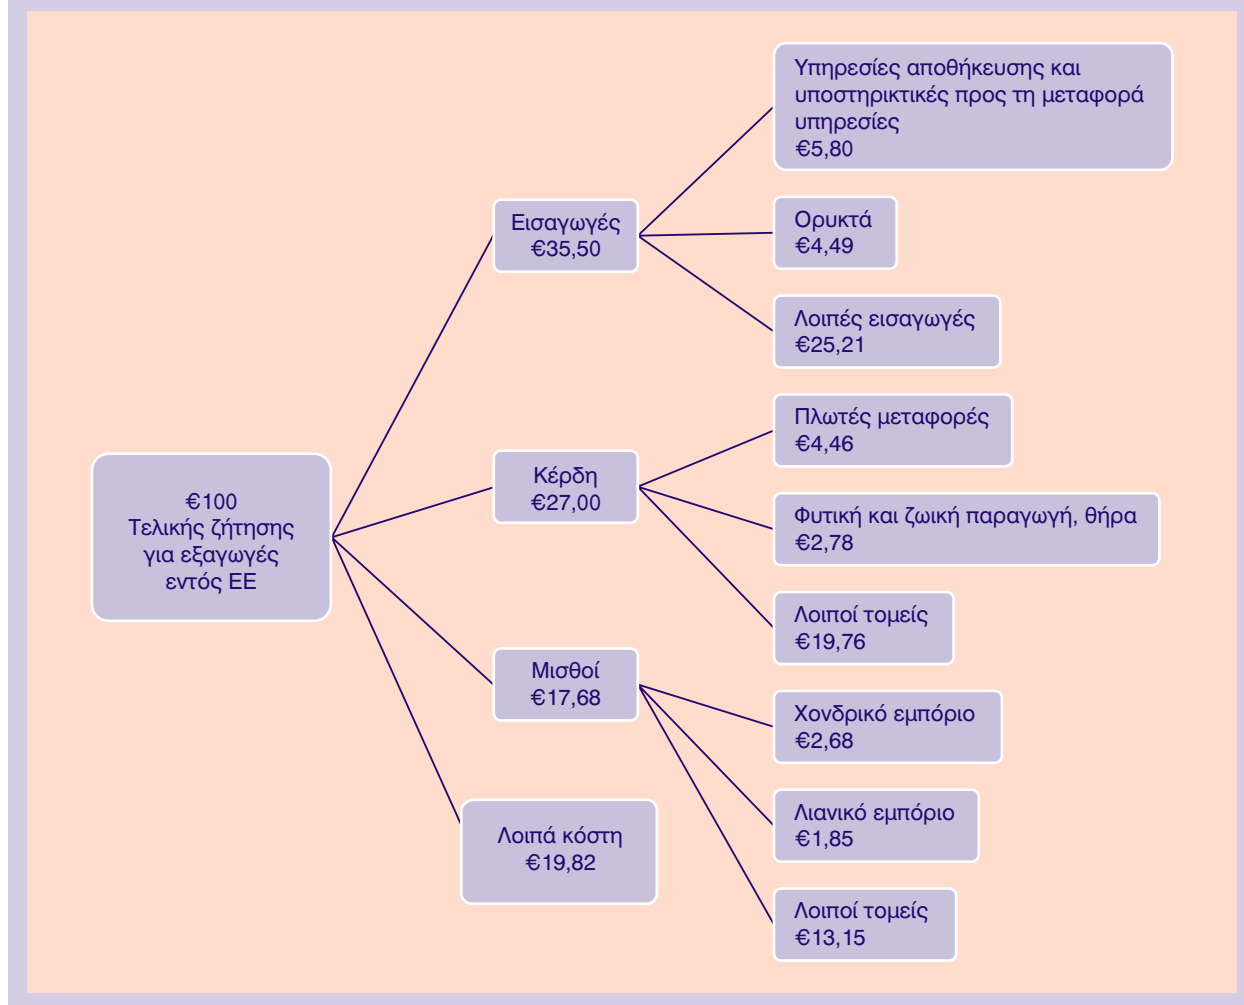 €100
Τελικής ζήτησης
για εξαγωγές
εντός ΕΕ
Εισαγωγές
€35,50
Υπηρεσίες αποθήκευσης και
υποστηρικτικές προς τη μεταφορά
υπηρεσίες
€5,80
Ορυκτά
€4,49
Λοιπές εισαγωγές
€25,21
Κέρδη
€27,00
Πλωτές μεταφορές
€4,46
Φυτική και ζωική παραγωγή, θήρα
€2,78
Λοιποί τομείς
€19,76
Μισθοί
€17,68
Χονδρικό εμπόριο
€2,68
Λιανικό εμπόριο
€1,85
Λοιποί τομείς
€13,15
Λοιπά κόστη
€19,82